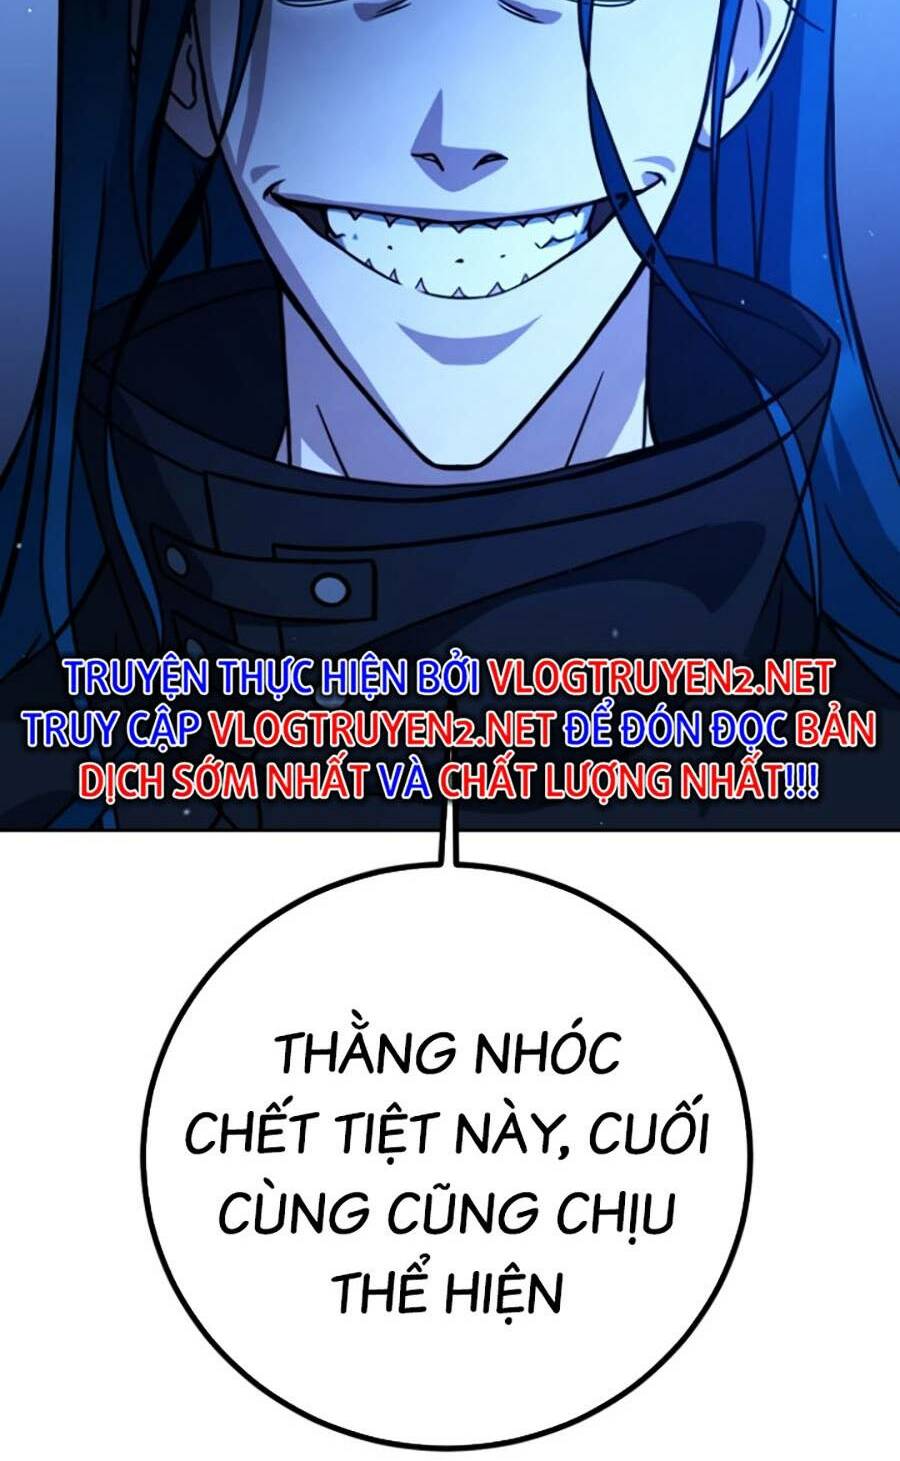 TRUYỆN THỰC HIỆN BỞI VLOGTRUYEN2.NET
TRUY CẬP VLOGTRUYEN2.NET ĐỂ ĐÓN ĐỌC BẢN
DỊCH SỚM NHẤT VÀ CHẤT LƯỢNG NHẤT!!!
THẰNG NHÓC
CHẾT TIỆT NÀY, CUỐI
CÙNG CŨNG CHỊU
THỂ HIỆN